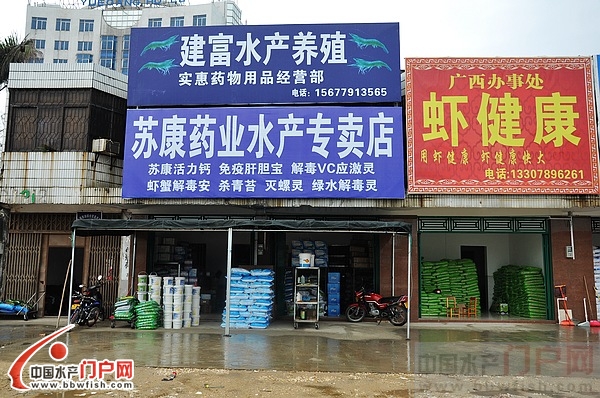 YUEGANG HOTEL
建富水产养殖
实惠药物用品经营部
电话: 15677913565
苏康药业水产专卖店
苏康活力钙 免疫肝胆宝 解毒VC应激灵
虾蟹解毒安 杀青苔 灭螺灵 绿水解毒灵
广西办事处
虾健康
用虾健康 虾健康快大
电话:13307896261
中国水产门户网
www.bbwfish.com
中国水产门户网
www.bbwfish.com